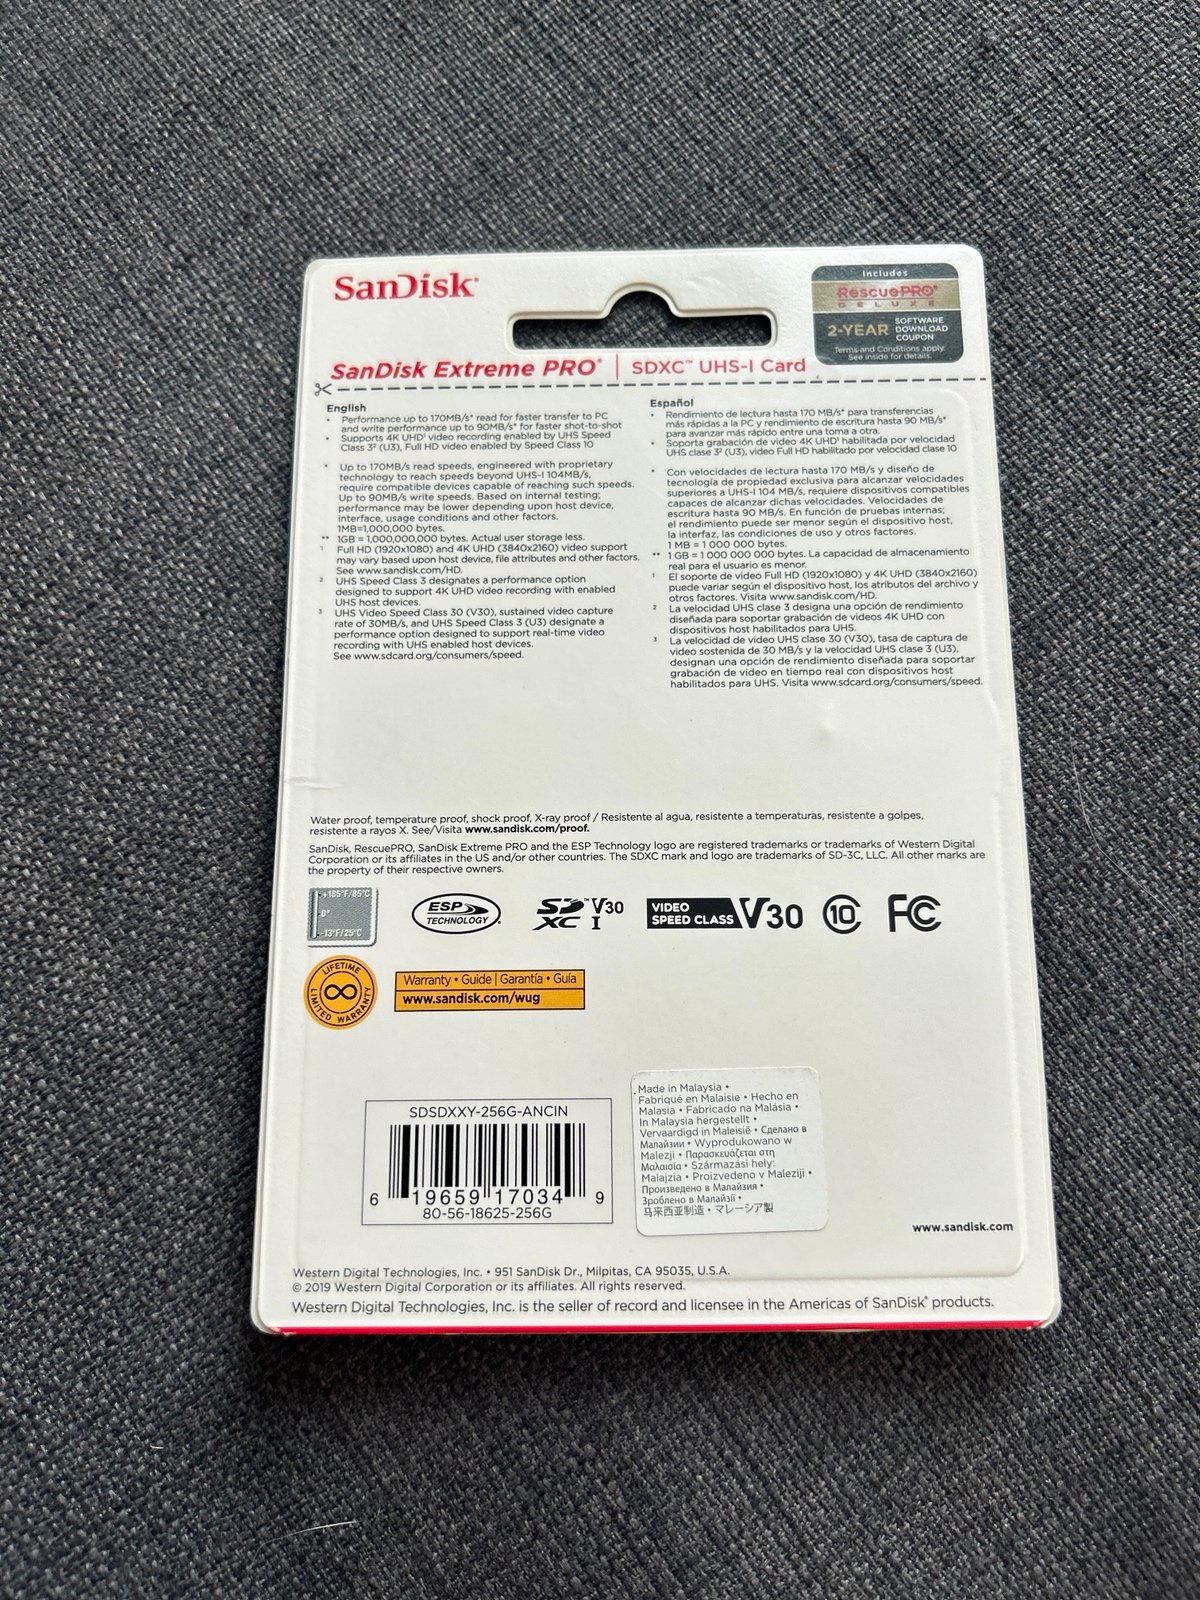 SanDisk®
Includes
RescuePRO®
DELUXE
2-YEAR SOFTWARE DOWNLOAD COUPON
Terms and Conditions apply.
See inside for details.
SanDisk Extreme PRO® | SDXC™ UHS-I Card
English
• Performance up to 170MB/s* read for faster transfer to PC
and write performance up to 90MB/s* for faster shot-to-shot
• Supports 4K UHD¹ video recording enabled by UHS Speed
Class 3² (U3), Full HD video enabled by Speed Class 10
* Up to 170MB/s read speeds, engineered with proprietary
technology to reach speeds beyond UHS-I 104MB/s,
require compatible devices capable of reaching such speeds.
Up to 90MB/s write speeds. Based on internal testing;
performance may be lower depending upon host device,
interface, usage conditions and other factors.
1MB=1,000,000 bytes.
** 1GB = 1,000,000,000 bytes. Actual user storage less.
¹ Full HD (1920x1080) and 4K UHD (3840x2160) video support
may vary based upon host device, file attributes and other factors.
See www.sandisk.com/HD.
² UHS Speed Class 3 designates a performance option
designed to support 4K UHD video recording with enabled
UHS host devices.
³ UHS Video Speed Class 30 (V30), sustained video capture
rate of 30MB/s, and UHS Speed Class 3 (U3) designate a
performance option designed to support real-time video
recording with UHS enabled host devices.
See www.sdcard.org/consumers/speed.
Español
• Rendimiento de lectura hasta 170 MB/s* para transferencias
más rápidas a la PC y rendimiento de escritura hasta 90 MB/s*
para avanzar más rápido entre una toma a otra.
• Soporta grabación de video 4K UHD¹ habilitada por velocidad
UHS clase 3² (U3), video Full HD habilitado por velocidad clase 10
* Con velocidades de lectura hasta 170 MB/s y diseño de
tecnología de propiedad exclusiva para alcanzar velocidades
superiores a UHS-I 104 MB/s, requiere dispositivos compatibles
capaces de alcanzar dichas velocidades. Velocidades de
escritura hasta 90 MB/s. En función de pruebas internas;
el rendimiento puede ser menor según el dispositivo host,
la interfaz, las condiciones de uso y otros factores.
1 MB = 1 000 000 bytes.
** 1 GB = 1 000 000 000 bytes. La capacidad de almacenamiento
real para el usuario es menor.
¹ El soporte de video Full HD (1920x1080) y 4K UHD (3840x2160)
puede variar según el dispositivo host, los atributos del archivo y
otros factores. Visita www.sandisk.com/HD.
² La velocidad UHS clase 3 designa una opción de rendimiento
diseñada para soportar grabación de videos 4K UHD con
dispositivos host habilitados para UHS.
³ La velocidad de video UHS clase 30 (V30), tasa de captura de
video sostenida de 30 MB/s y la velocidad UHS clase 3 (U3),
designan una opción de rendimiento diseñada para soportar
grabación de video en tiempo real con dispositivos host
habilitados para UHS. Visita www.sdcard.org/consumers/speed.
Water proof, temperature proof, shock proof, X-ray proof / Resistente al agua, resistente a temperaturas, resistente a golpes,
resistente a rayos X. See/Visita www.sandisk.com/proof.
SanDisk, RescuePRO, SanDisk Extreme PRO and the ESP Technology logo are registered trademarks or trademarks of Western Digital
Corporation or its affiliates in the US and/or other countries. The SDXC mark and logo are trademarks of SD-3C, LLC. All other marks are
the property of their respective owners.
+185°F/85°C
0°
-13°F/25°C
ESP TECHNOLOGY.
SD XC™ V30 I
VIDEO SPEED CLASS V30
10
FC
LIFETIME LIMITED WARRANTY
Warranty • Guide | Garantía • Guía
www.sandisk.com/wug
SDSDXXY-256G-ANCIN
6 19659 17034 9
80-56-18625-256G
Made in Malaysia •
Fabriqué en Malaisie • Hecho en
Malasia • Fabricado na Malásia •
In Malaysia hergestellt •
Vervaardigd in Maleisië • Сделано в
Малайзии • Wyprodukowano w
Malezji • Παρασκευάζεται στη
Μαλαισία • Származási hely:
Malajzia • Proizvedeno v Maleziji •
Произведено в Малайзия •
Зроблено в Малайзії •
马来西亚制造 • マレーシア製
www.sandisk.com
Western Digital Technologies, Inc. • 951 SanDisk Dr., Milpitas, CA 95035, U.S.A.
© 2019 Western Digital Corporation or its affiliates. All rights reserved.
Western Digital Technologies, Inc. is the seller of record and licensee in the Americas of SanDisk® products.